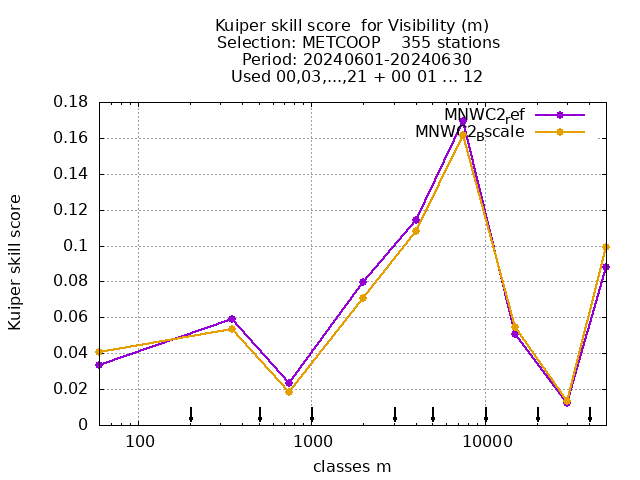 Kuiper skill score  for Visibility (m)
Selection: METCOOP    355 stations
Period: 20240601-20240630
Used 00,03,...,21 + 00 01 ... 12
MNWC2ref
MNWC2Bscale
0.18
0.16
0.14
0.12
0.1
0.08
0.06
0.04
0.02
0
Kuiper skill score
100
1000
10000
classes m